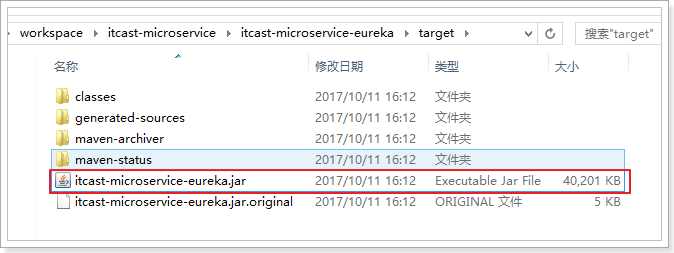 workspace › itcast-microservice › itcast-microservice-eureka › target
搜索"target"
名称 修改日期 类型 大小
classes 2017/10/11 16:12 文件夹
generated-sources 2017/10/11 16:12 文件夹
maven-archiver 2017/10/11 16:12 文件夹
maven-status 2017/10/11 16:12 文件夹
itcast-microservice-eureka.jar 2017/10/11 16:12 Executable Jar File 40,201 KB
itcast-microservice-eureka.jar.original 2017/10/11 16:12 ORIGINAL 文件 5 KB